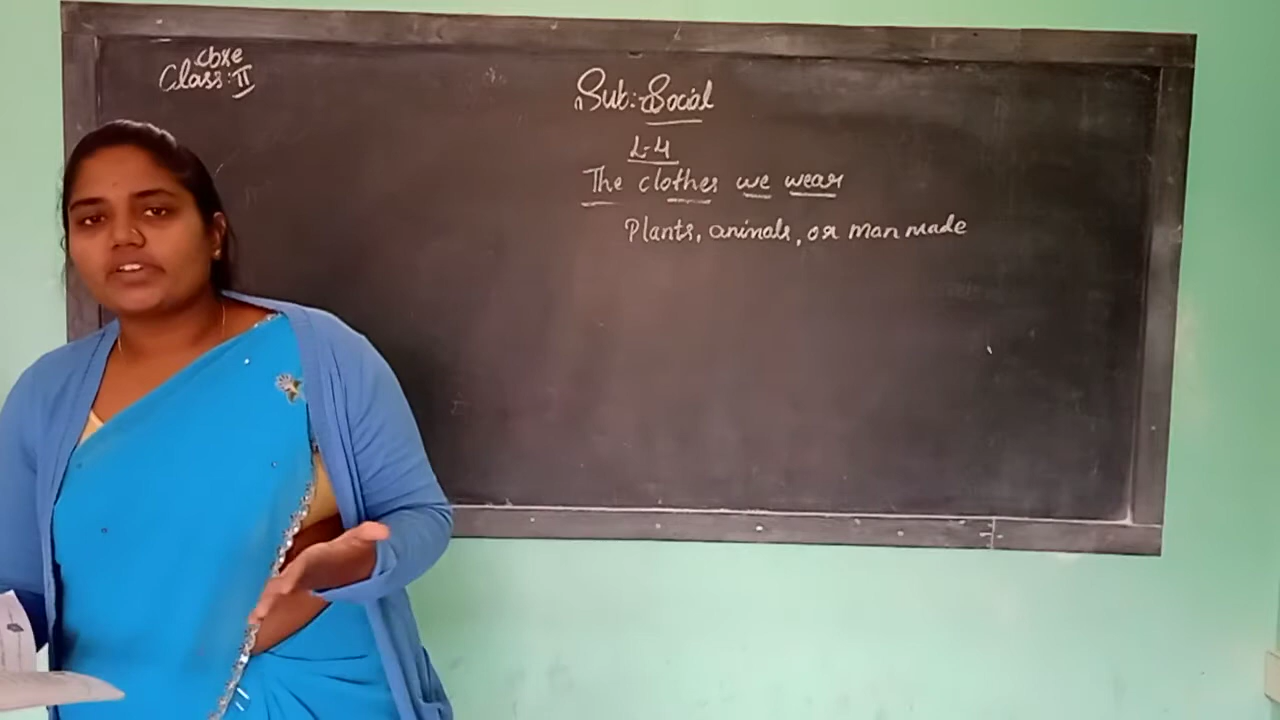 cbse
Class: II
Sub:- Social
L-4
The clothes we wear
Plants, animals, or man made